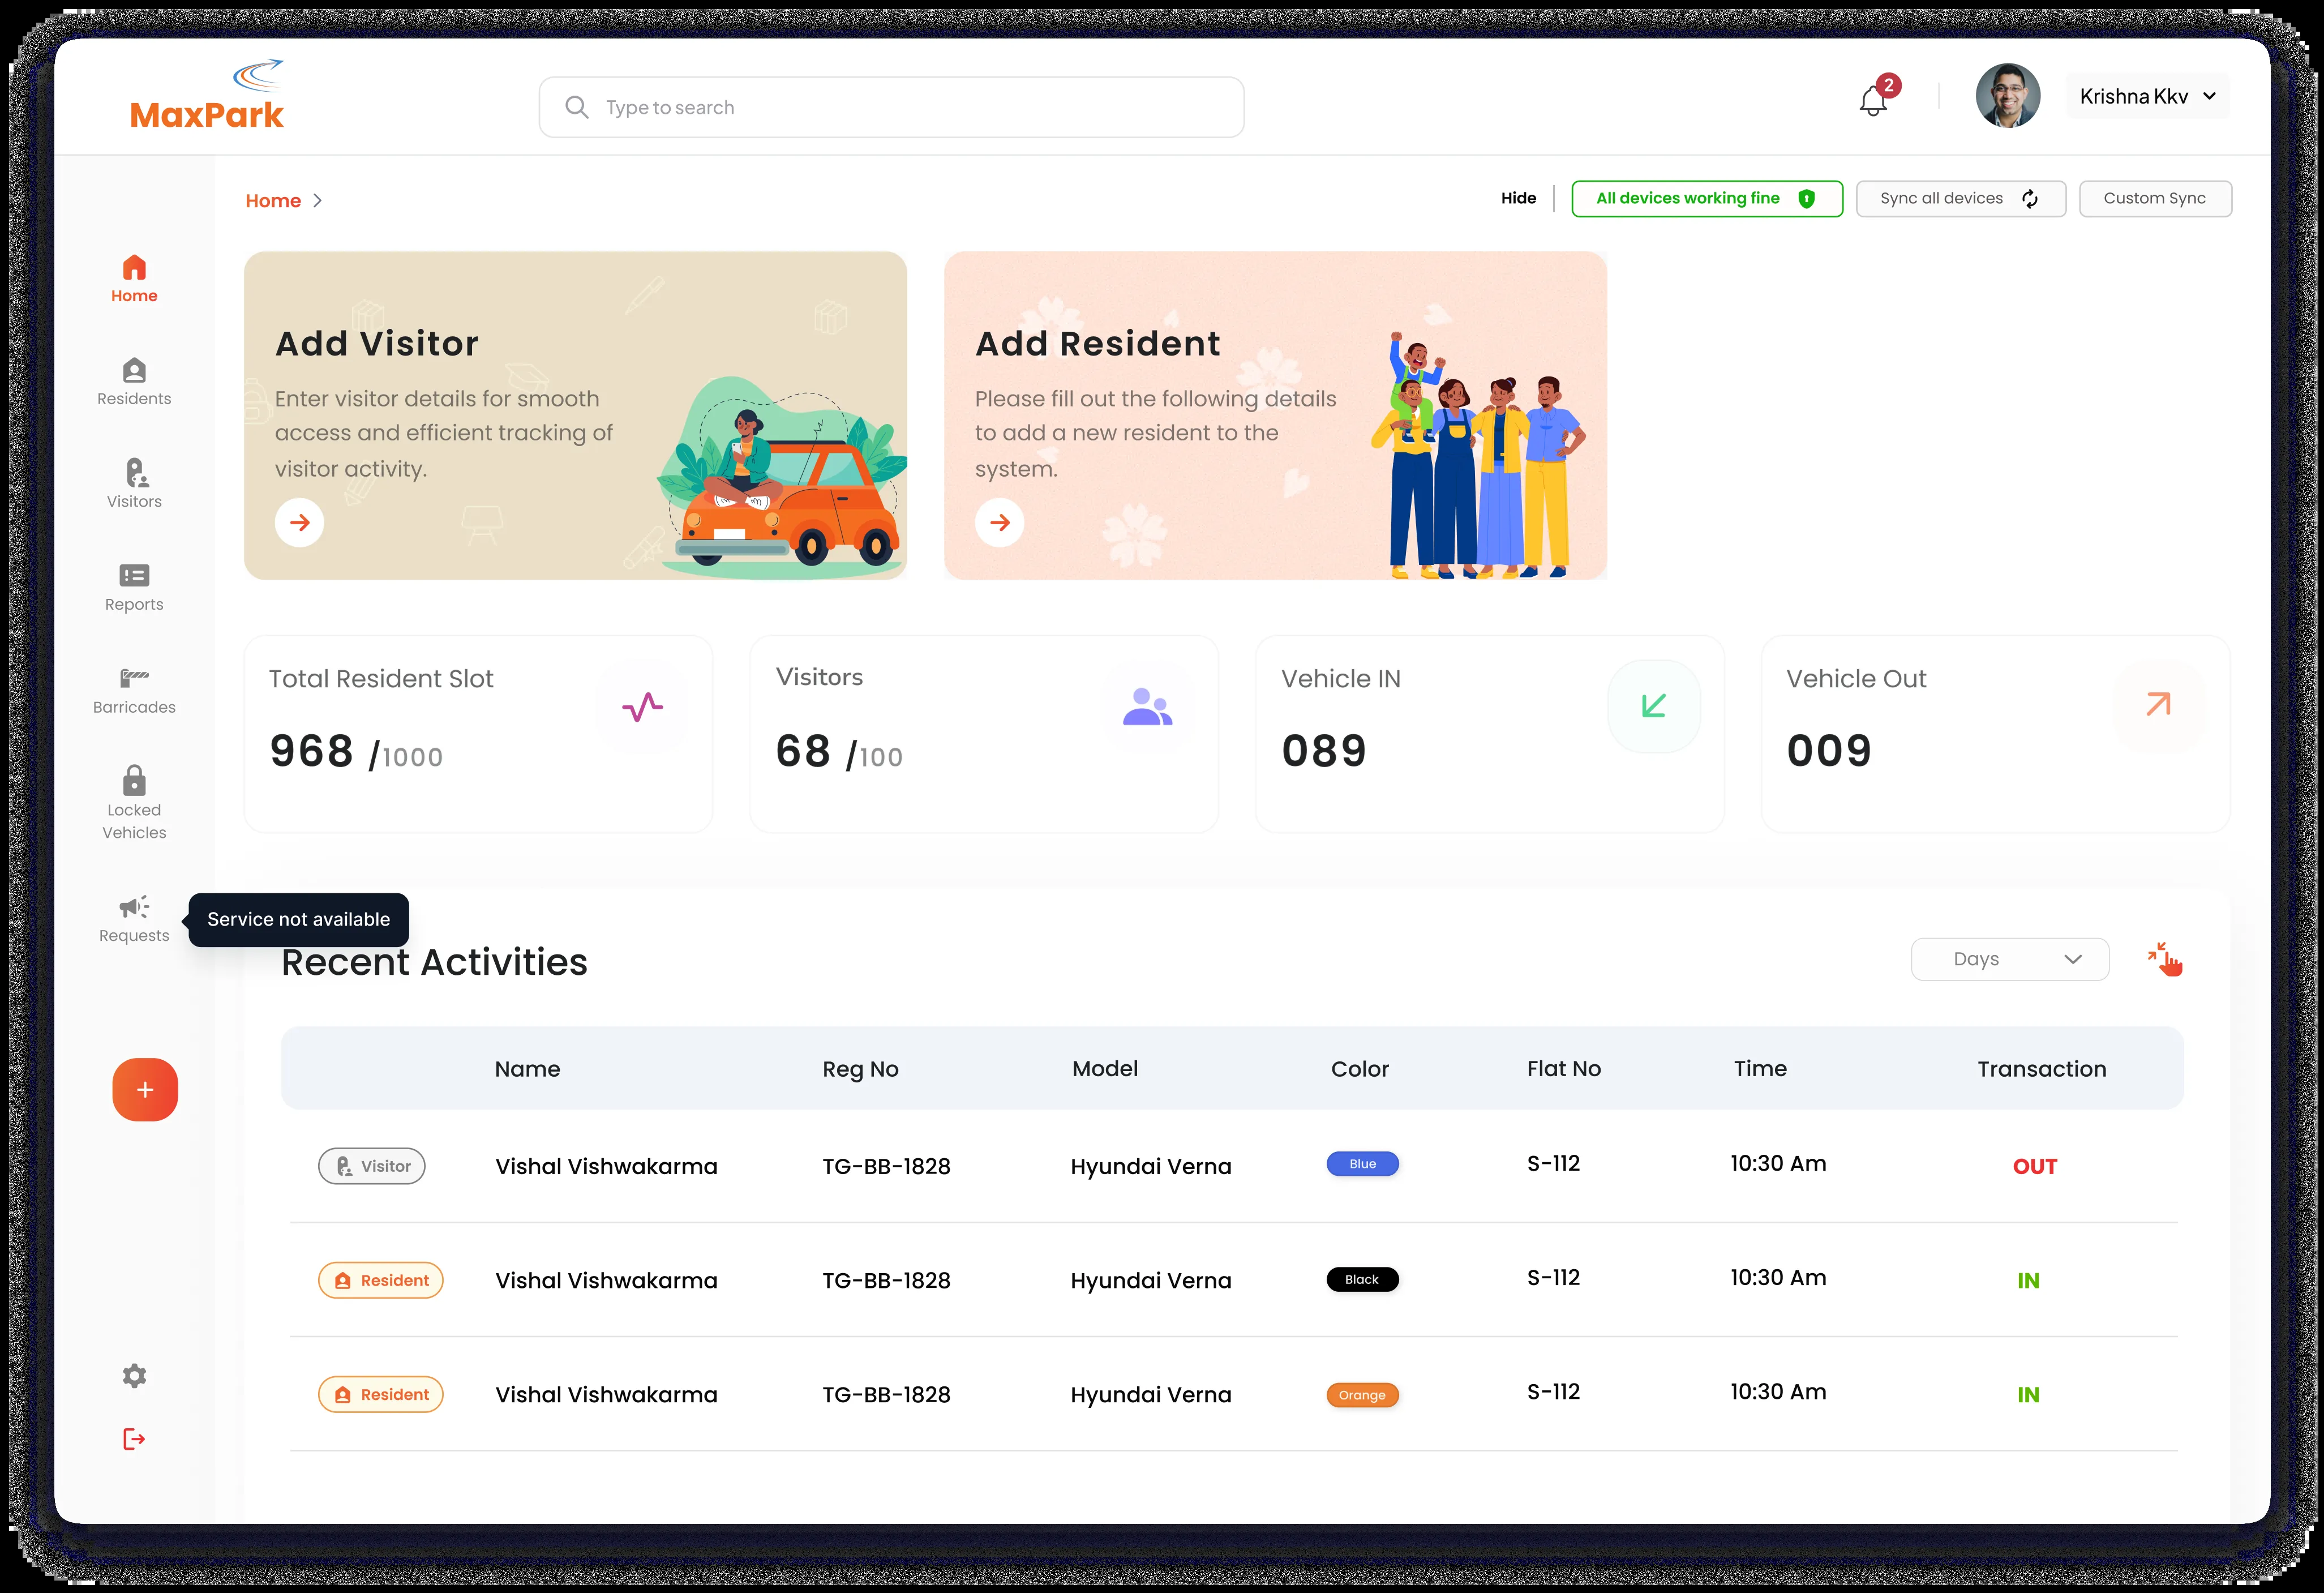 MaxPark
Type to search
2
Krishna Kkv
Home
Hide
All devices working fine
Sync all devices
Custom Sync
Home
Residents
Visitors
Reports
Barricades
Locked
Vehicles
Requests
Service not available
Add Visitor
Enter visitor details for smooth
access and efficient tracking of
visitor activity.
Add Resident
Please fill out the following details
to add a new resident to the
system.
Total Resident Slot
968 /1000
Visitors
68 /100
Vehicle IN
089
Vehicle Out
009
Recent Activities
Days
Name Reg No Model Color Flat No Time Transaction
Visitor Vishal Vishwakarma TG-BB-1828 Hyundai Verna Blue S-112 10:30 Am OUT
Resident Vishal Vishwakarma TG-BB-1828 Hyundai Verna Black S-112 10:30 Am IN
Resident Vishal Vishwakarma TG-BB-1828 Hyundai Verna Orange S-112 10:30 Am IN